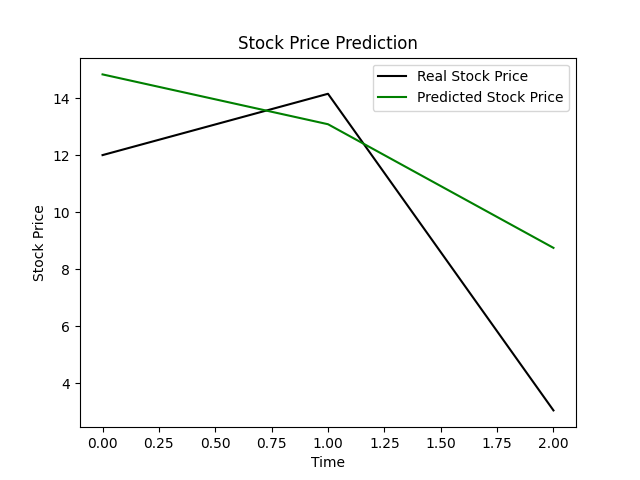 Stock Price Prediction
Real Stock Price
Predicted Stock Price
Stock Price
14
12
10
8
6
4
0.00 0.25 0.50 0.75 1.00 1.25 1.50 1.75 2.00
Time